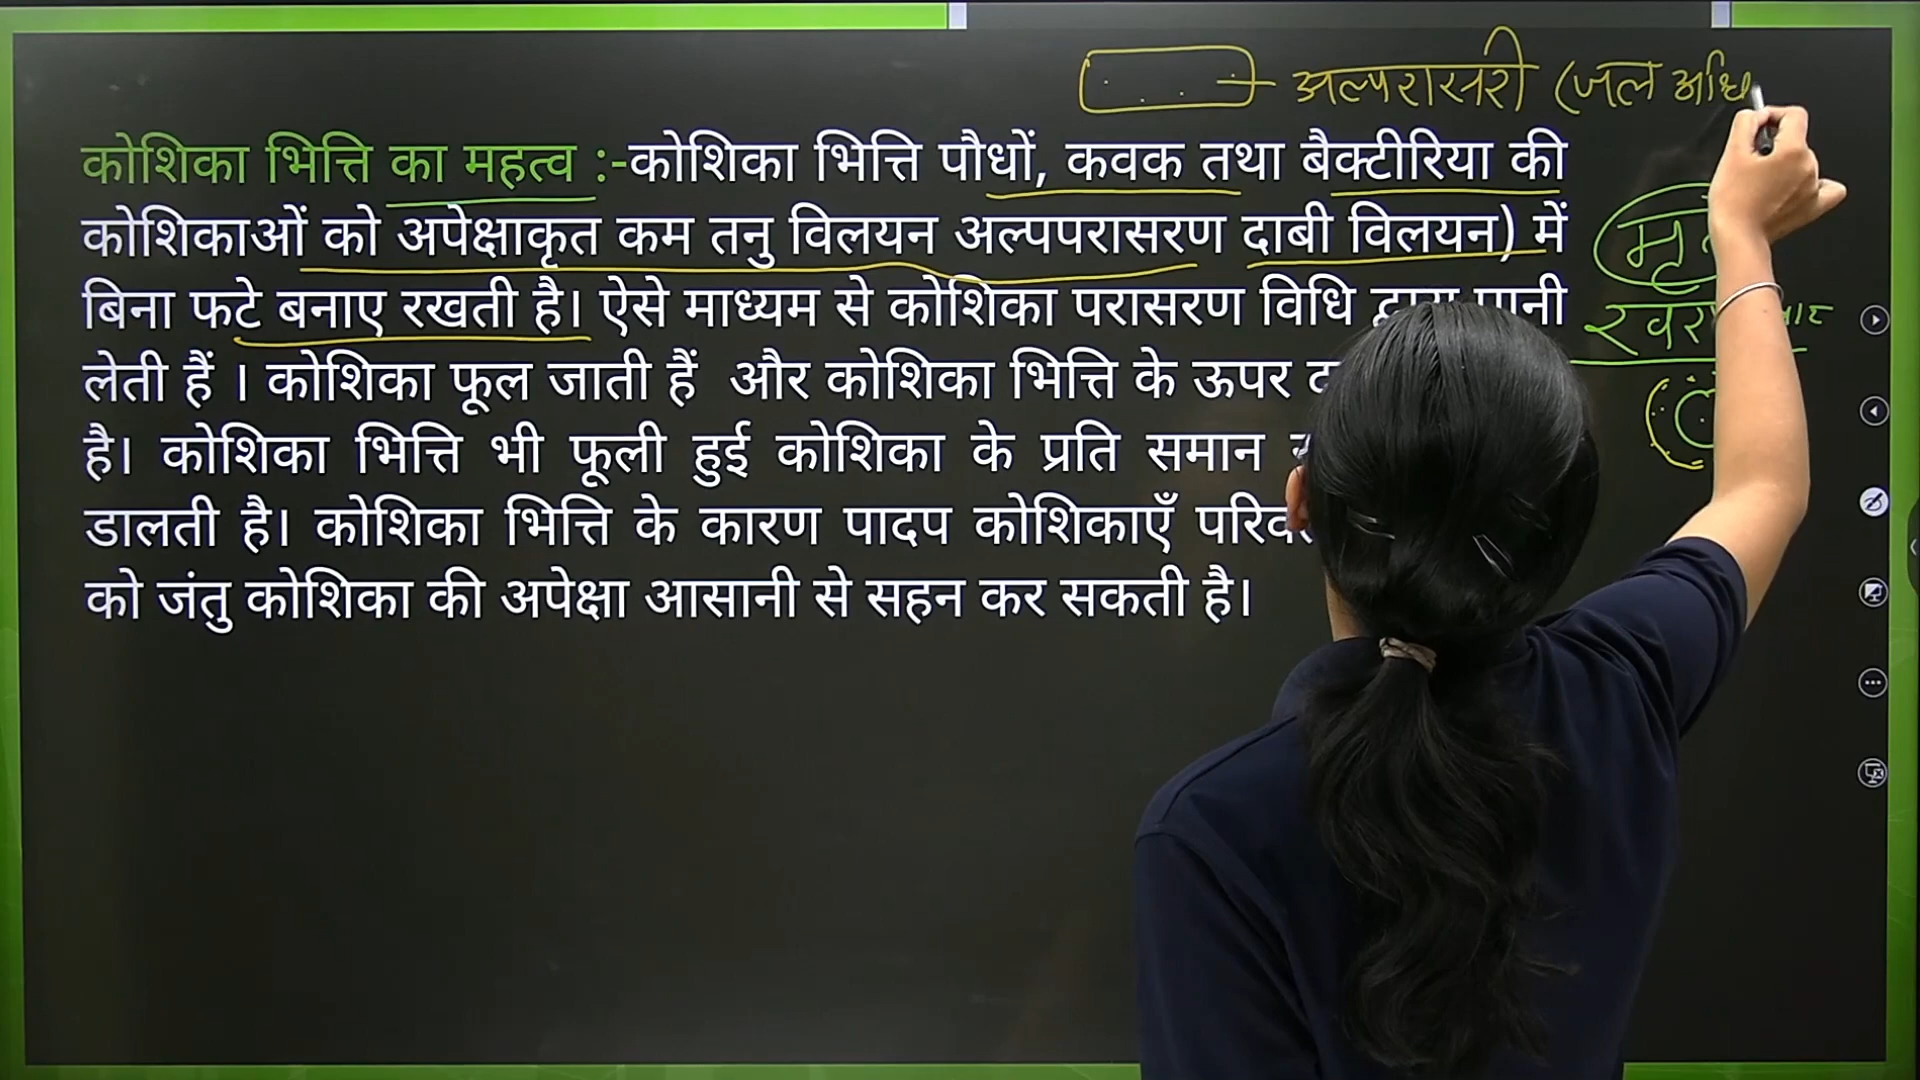 अल्परासरी (जल अधि
कोशिका भित्ति का महत्व :-कोशिका भित्ति पौधों, कवक तथा बैक्टीरिया की
कोशिकाओं को अपेक्षाकृत कम तनु विलयन अल्पपरासरण दाबी विलयन) में
बिना फटे बनाए रखती है। ऐसे माध्यम से कोशिका परासरण विधि द्वारा पानी
लेती हैं । कोशिका फूल जाती हैं और कोशिका भित्ति के ऊपर
है। कोशिका भित्ति भी फूली हुई कोशिका के प्रति समान
डालती है। कोशिका भित्ति के कारण पादप कोशिकाएँ
को जंतु कोशिका की अपेक्षा आसानी से सहन कर सकती है।